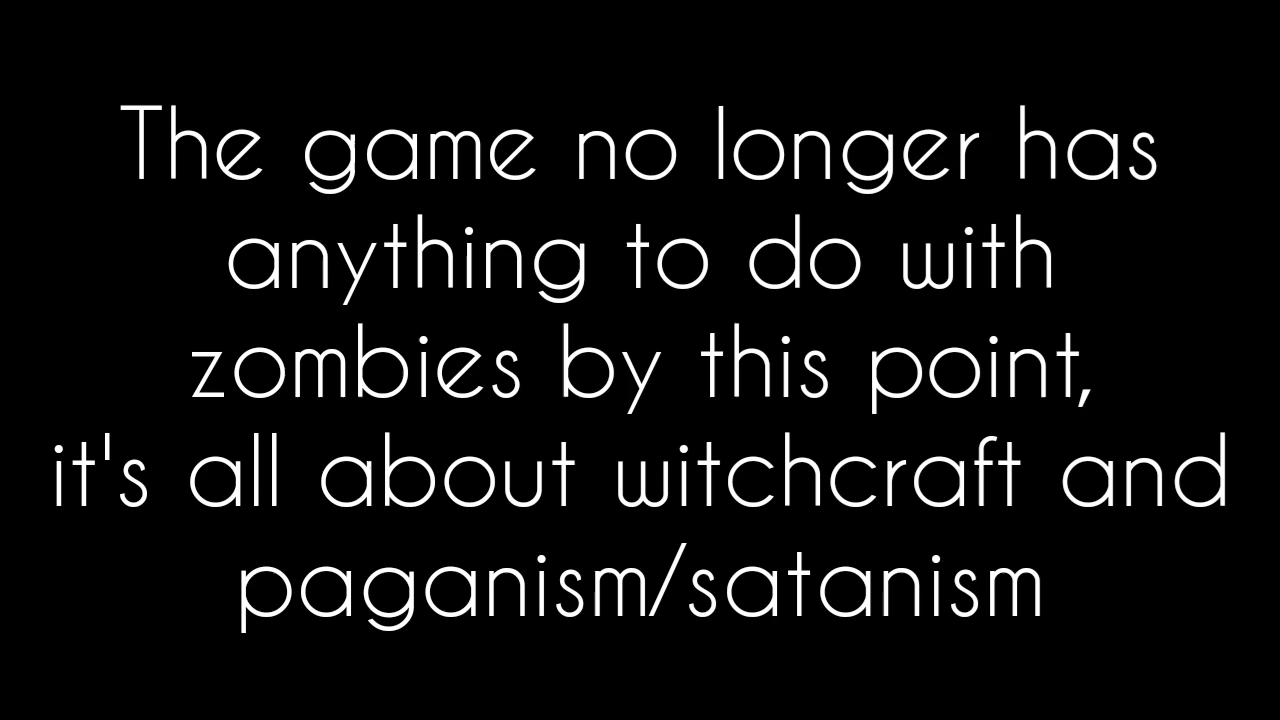 The game no longer has
anything to do with
zombies by this point,
it's all about witchcraft and
paganism/satanism